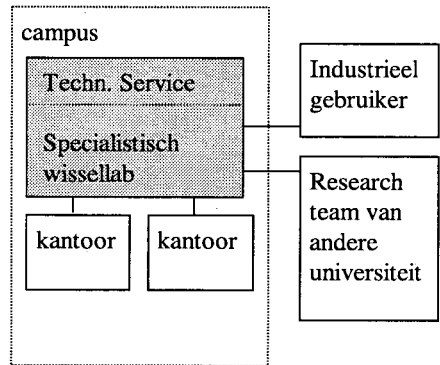 campus
Techn. Service
Specialistisch
wissellab
kantoor
kantoor
Industrieel
gebruiker
Research
team van
andere
universiteit